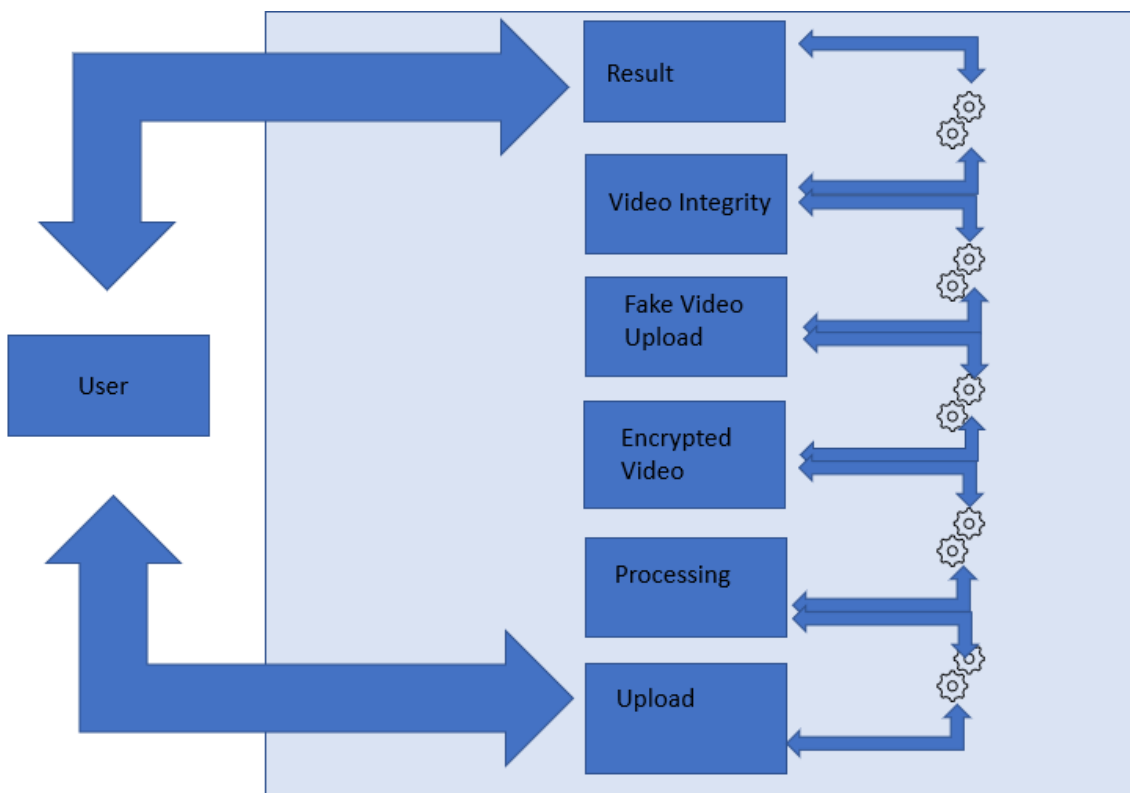 Result
Video Integrity
Fake Video
Upload
User
Encrypted
Video
Processing
Upload